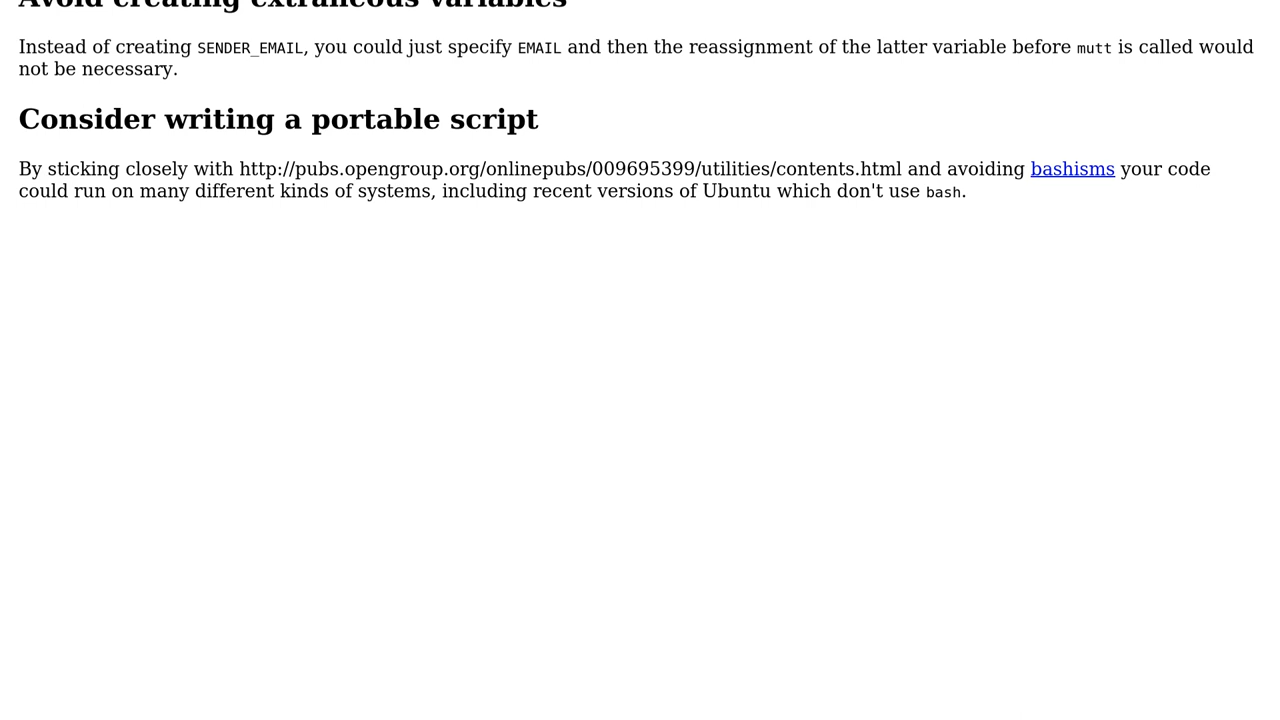 Avoid creating extraneous variables
Instead of creating SENDER_EMAIL, you could just specify EMAIL and then the reassignment of the latter variable before mutt is called would
not be necessary.
Consider writing a portable script
By sticking closely with http://pubs.opengroup.org/onlinepubs/009695399/utilities/contents.html and avoiding bashisms your code
could run on many different kinds of systems, including recent versions of Ubuntu which don't use bash.